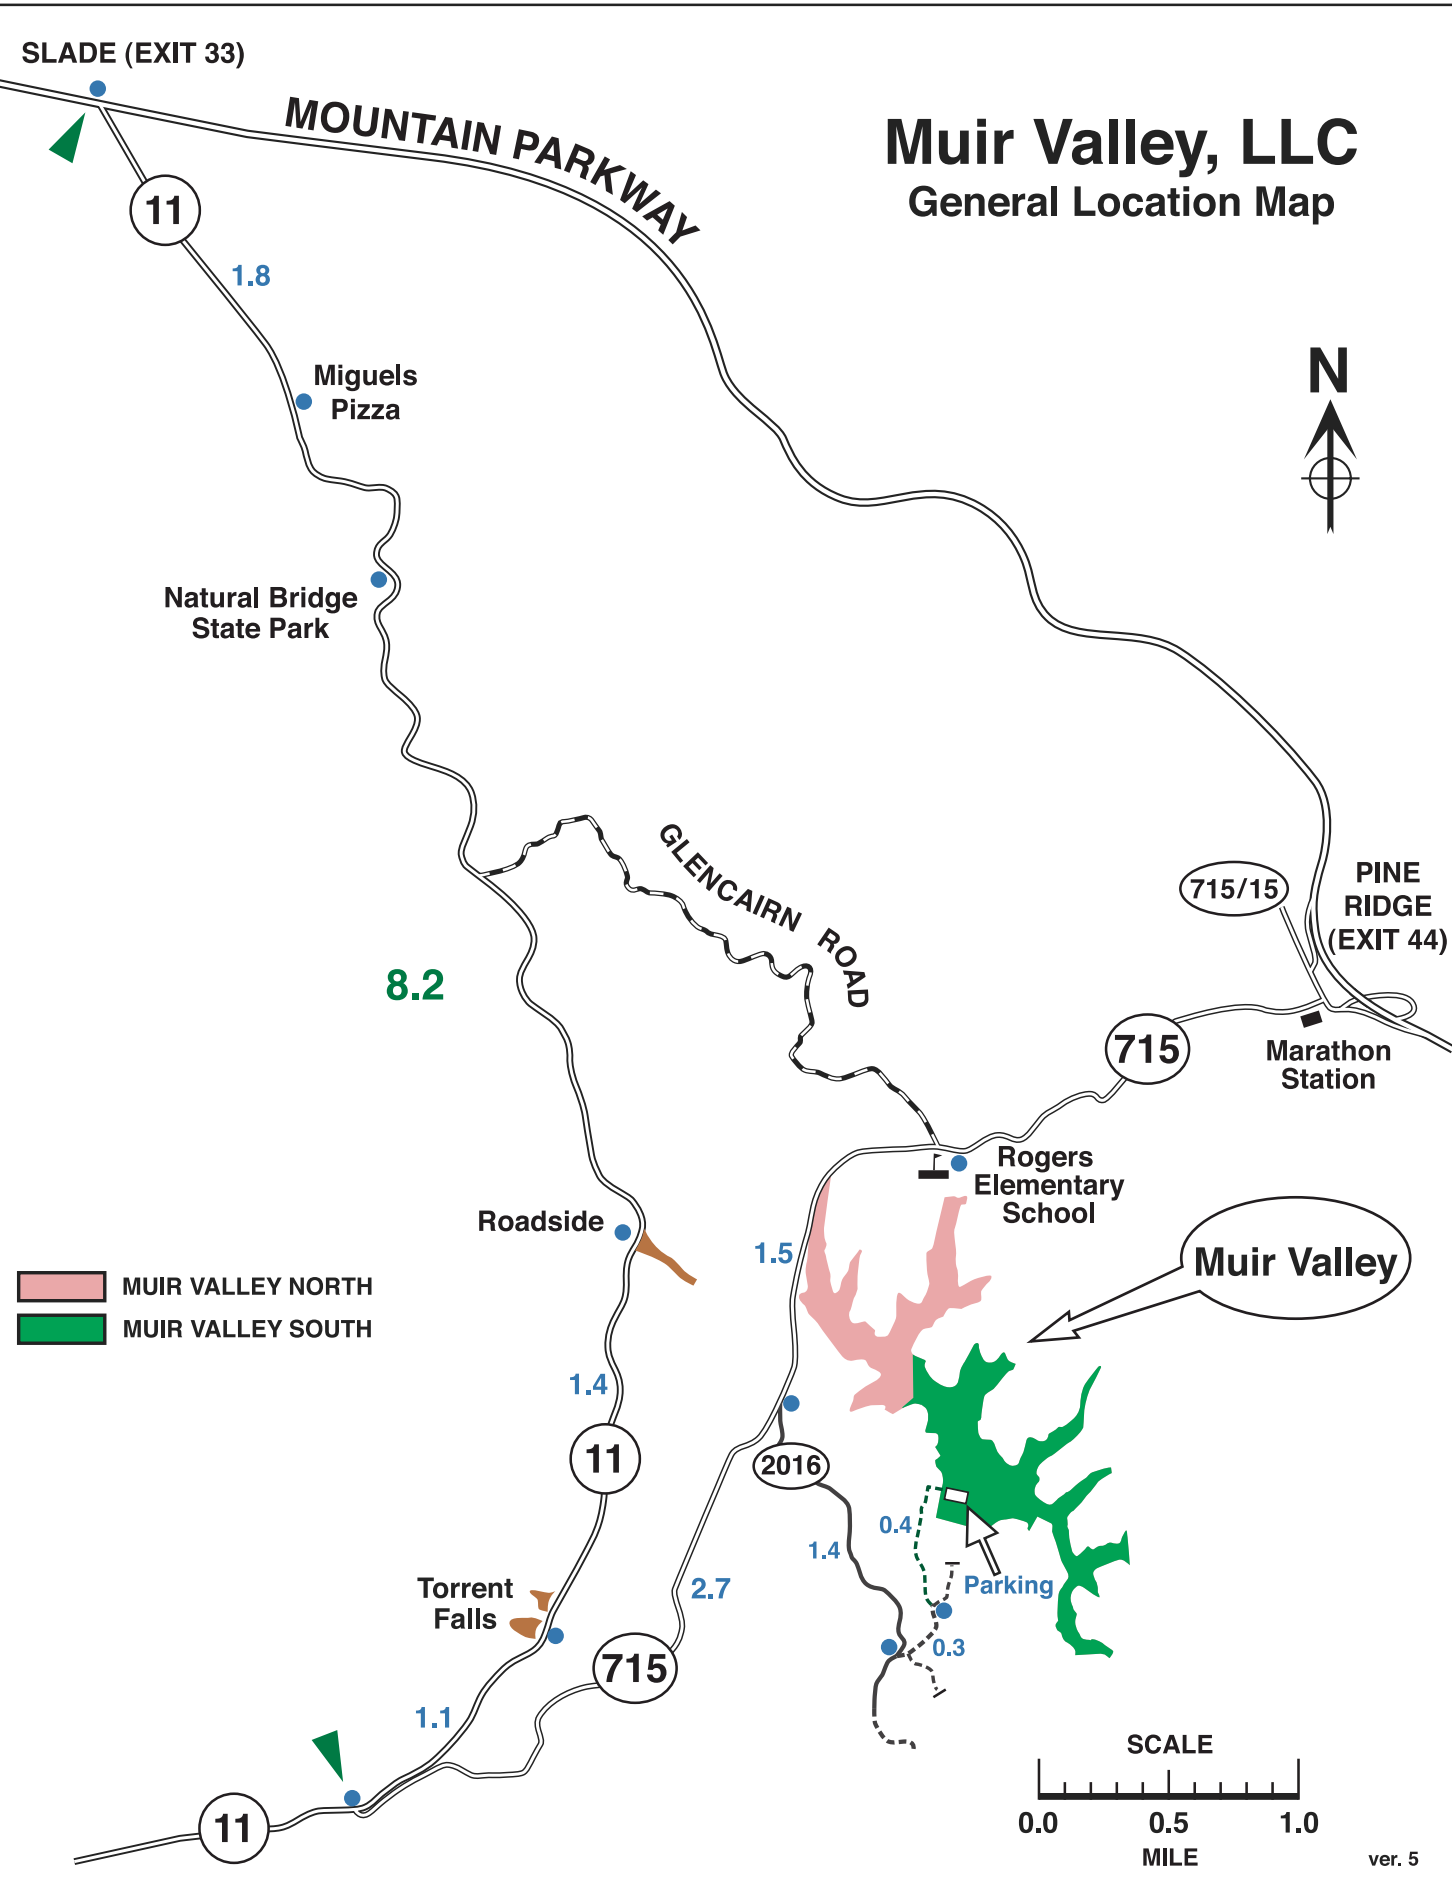 SLADE (EXIT 33)
MOUNTAIN PARKWAY
Muir Valley, LLC
General Location Map
11
1.8
N
Miguels
Pizza
Natural Bridge
State Park
GLENCAIRN ROAD
715/15
PINE
RIDGE
(EXIT 44)
8.2
715
Marathon
Station
Rogers
Elementary
School
Roadside
1.5
Muir Valley
MUIR VALLEY NORTH
MUIR VALLEY SOUTH
1.4
11
2016
0.4
1.4
Parking
2.7
Torrent
Falls
0.3
715
1.1
11
SCALE
0.0 0.5 1.0
MILE
ver. 5